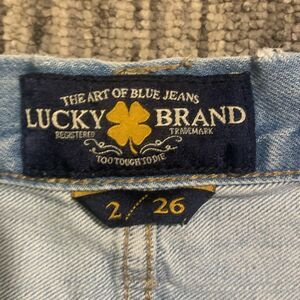 THE ART OF BLUE JEANS
LUCKY BRAND
REGISTERED TRADEMARK
TOO TOUGH TO DIE
2 // 26